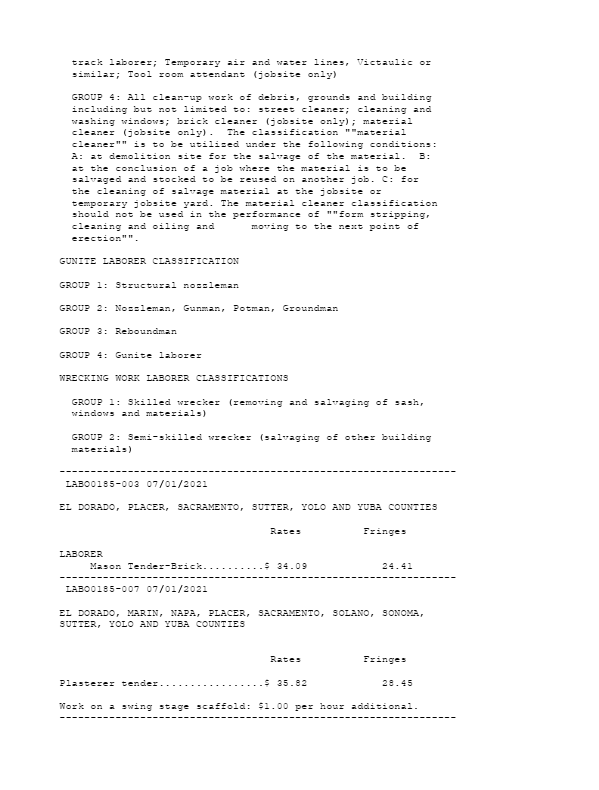 track laborer; Temporary air and water lines, Victaulic or
similar; Tool room attendant (jobsite only)
GROUP 4: All clean-up work of debris, grounds and building
including but not limited to: street cleaner; cleaning and
washing windows; brick cleaner (jobsite only); material
cleaner (jobsite only).  The classification ""material
cleaner"" is to be utilized under the following conditions:
A: at demolition site for the salvage of the material.  B:
at the conclusion of a job where the material is to be
salvaged and stocked to be reused on another job. C: for
the cleaning of salvage material at the jobsite or
temporary jobsite yard. The material cleaner classification
should not be used in the performance of ""form stripping,
cleaning and oiling and      moving to the next point of
erection"".
GUNITE LABORER CLASSIFICATION
GROUP 1: Structural nozzleman
GROUP 2: Nozzleman, Gunman, Potman, Groundman
GROUP 3: Reboundman
GROUP 4: Gunite laborer
WRECKING WORK LABORER CLASSIFICATIONS
GROUP 1: Skilled wrecker (removing and salvaging of sash,
windows and materials)
GROUP 2: Semi-skilled wrecker (salvaging of other building
materials)
----------------------------------------------------------------
LABO0185-003 07/01/2021
EL DORADO, PLACER, SACRAMENTO, SUTTER, YOLO AND YUBA COUNTIES
Rates          Fringes
LABORER
Mason Tender-Brick..........$ 34.09            24.41
----------------------------------------------------------------
LABO0185-007 07/01/2021
EL DORADO, MARIN, NAPA, PLACER, SACRAMENTO, SOLANO, SONOMA,
SUTTER, YOLO AND YUBA COUNTIES
Rates          Fringes
Plasterer tender.................$ 35.82            28.45
Work on a swing stage scaffold: $1.00 per hour additional.
----------------------------------------------------------------